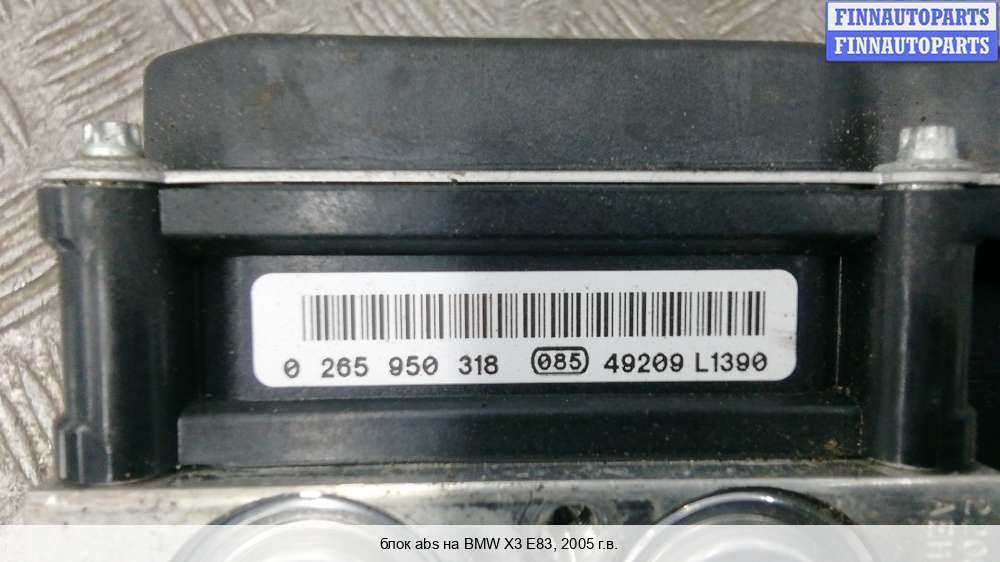 FINNAUTOPARTS
FINNAUTOPARTS
0 265 950 318 085 49209 L1390
блок abs на BMW X3 E83, 2005 г.в.